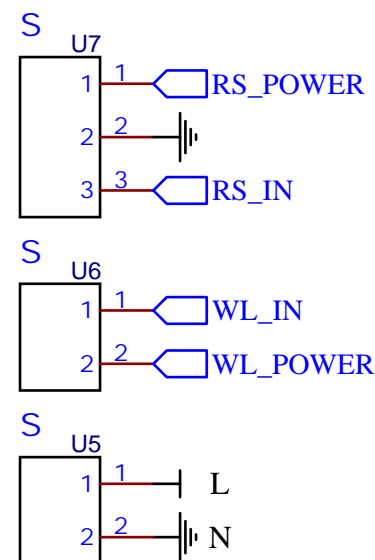 S
U7
1 1 RS_POWER
2 2
3 3 RS_IN
S
U6
1 1 WL_IN
2 2 WL_POWER
S
U5
1 1 L
2 2 N